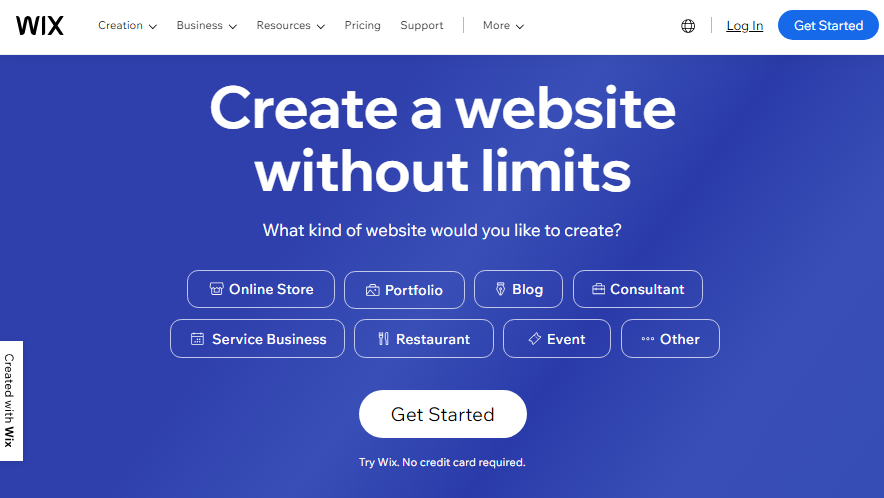 WIX
Creation
Business
Resources
Pricing
Support
More
Log In
Get Started
Create a website
without limits
What kind of website would you like to create?
Online Store
Portfolio
Blog
Consultant
Service Business
Restaurant
Event
Other
Created with Wix
Get Started
Try Wix. No credit card required.